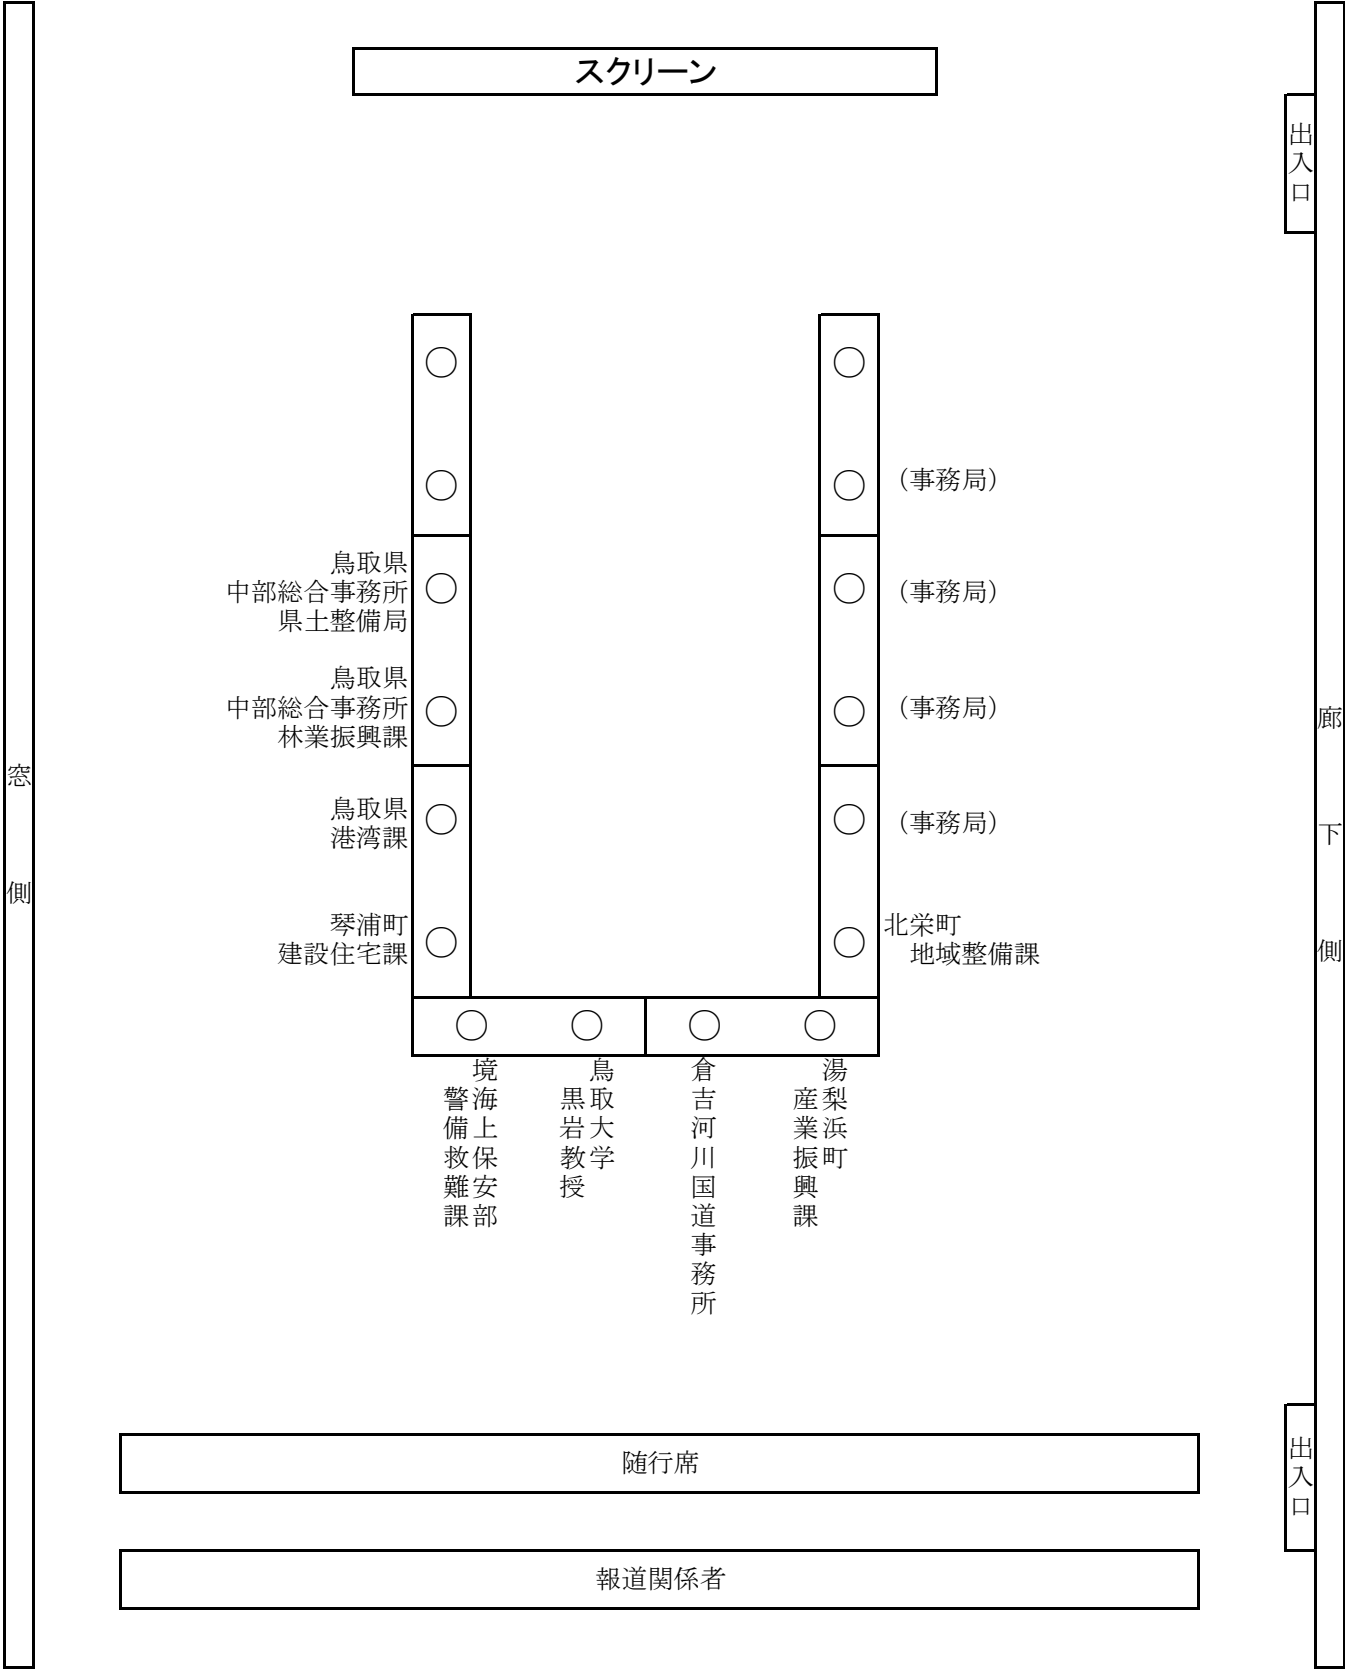 スクリーン
出入口
（事務局）
鳥取県
中部総合事務所
県土整備局
（事務局）
鳥取県
中部総合事務所
林業振興課
（事務局）
窓側
廊下側
鳥取県
港湾課
（事務局）
琴浦町
建設住宅課
北栄町
地域整備課
境海上保安部
警備救難課
鳥取大学
黒岩教授
倉吉河川国道事務所
湯梨浜町
産業振興課
随行席
出入口
報道関係者